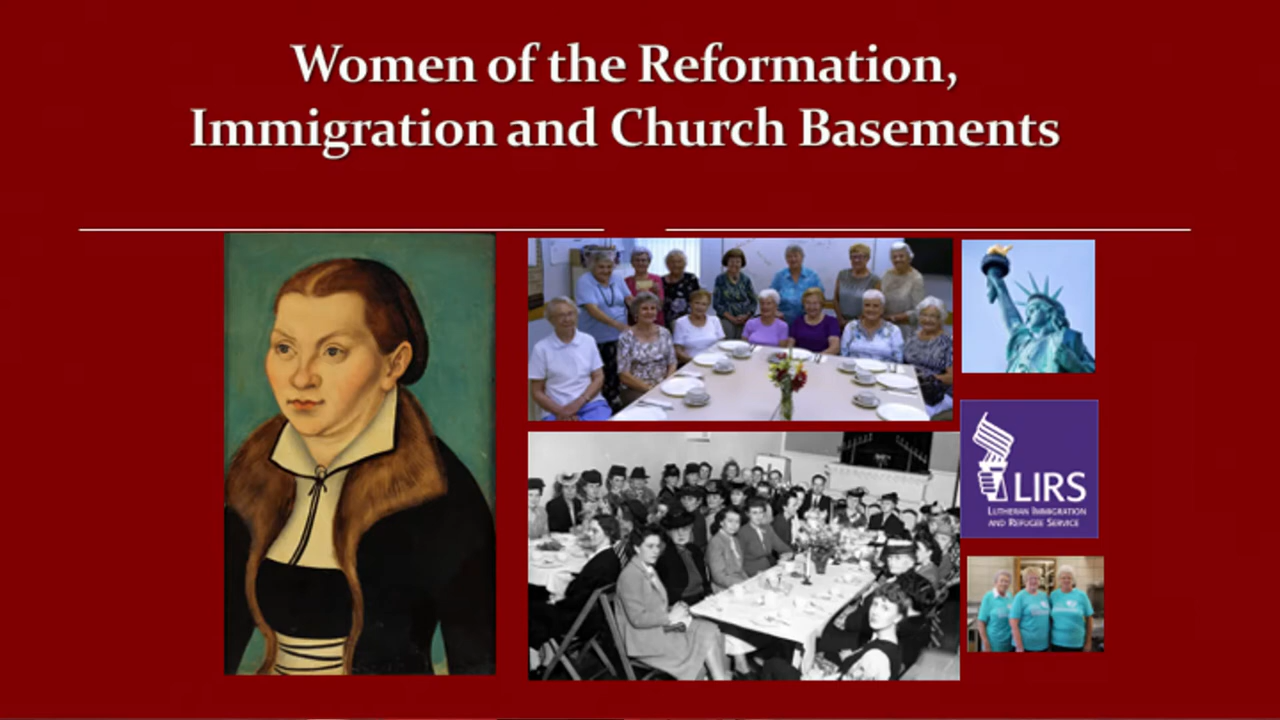 Women of the Reformation,
Immigration and Church Basements
LIRS
LUTHERAN IMMIGRATION
AND REFUGEE SERVICE